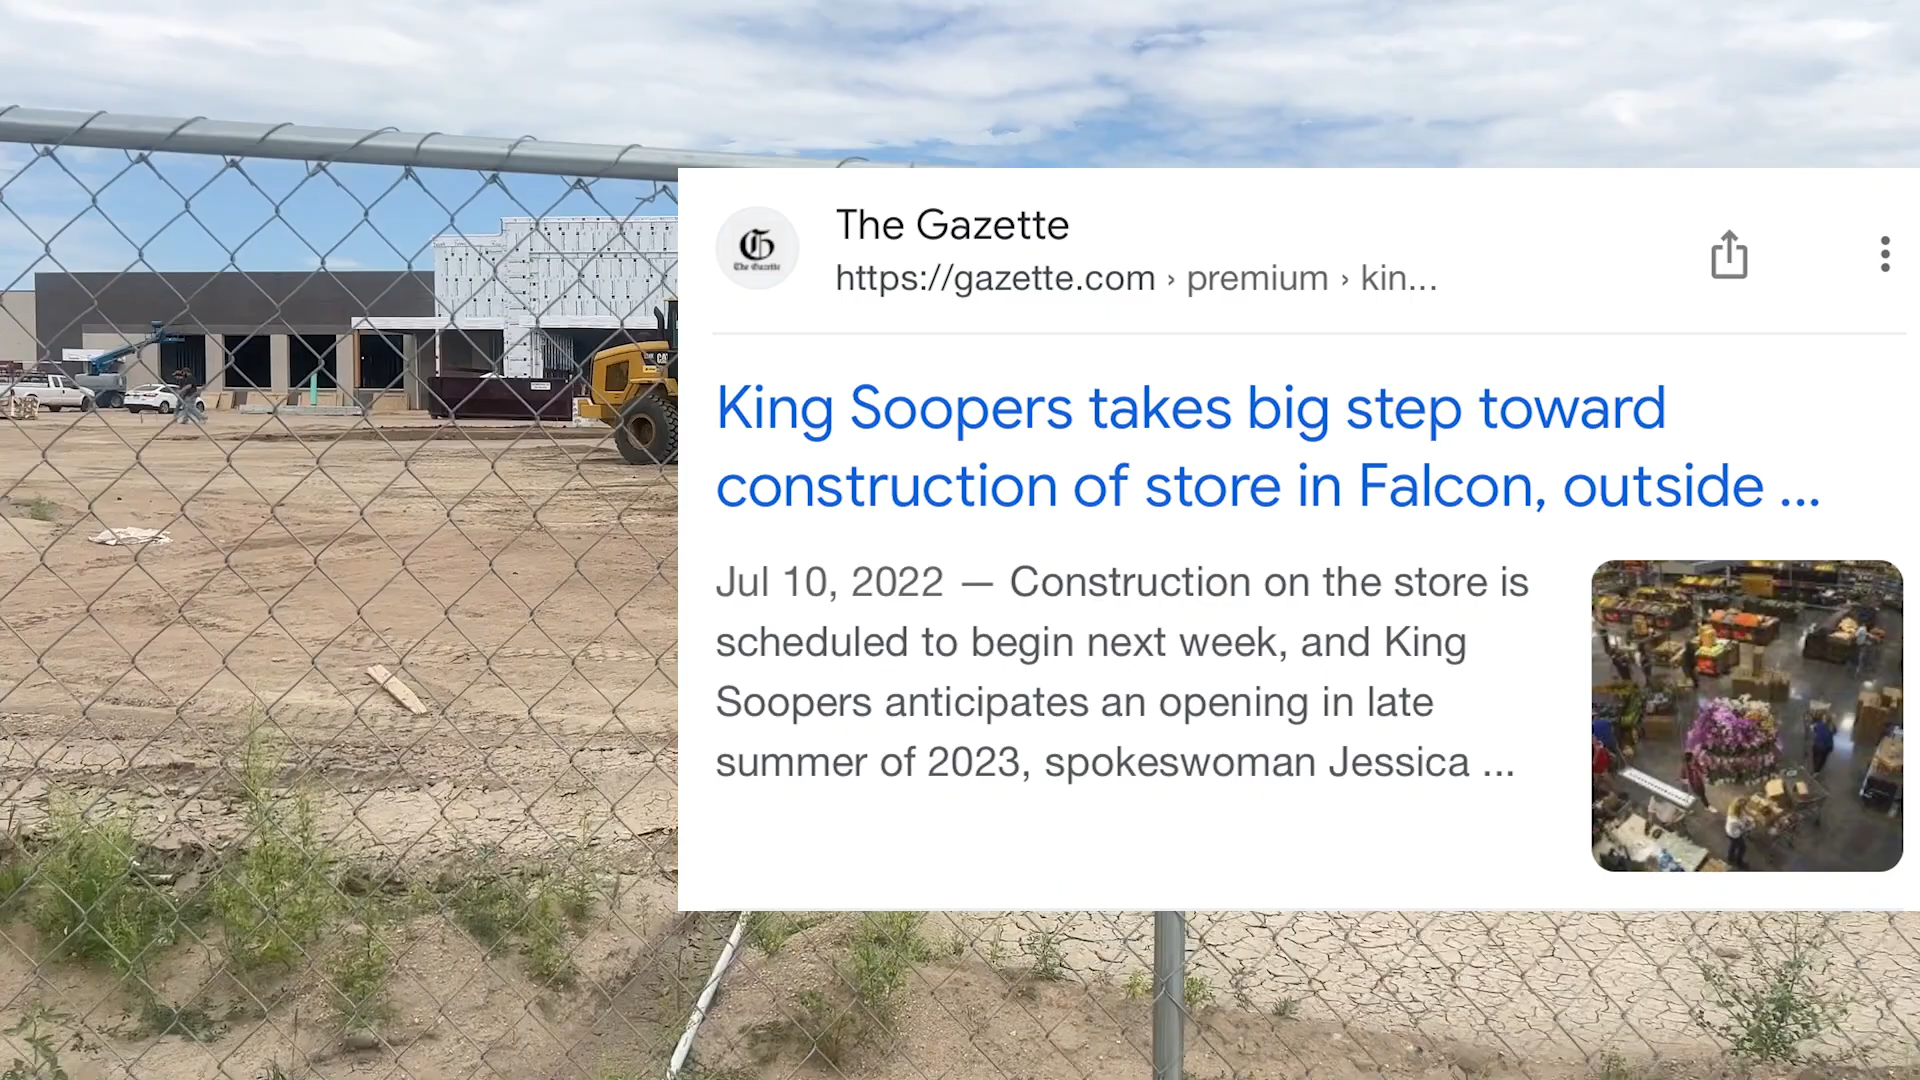 The Gazette
https://gazette.com › premium › kin...
The Gazette
King Soopers takes big step toward
construction of store in Falcon, outside ...
Jul 10, 2022 — Construction on the store is
scheduled to begin next week, and King
Soopers anticipates an opening in late
summer of 2023, spokeswoman Jessica ...